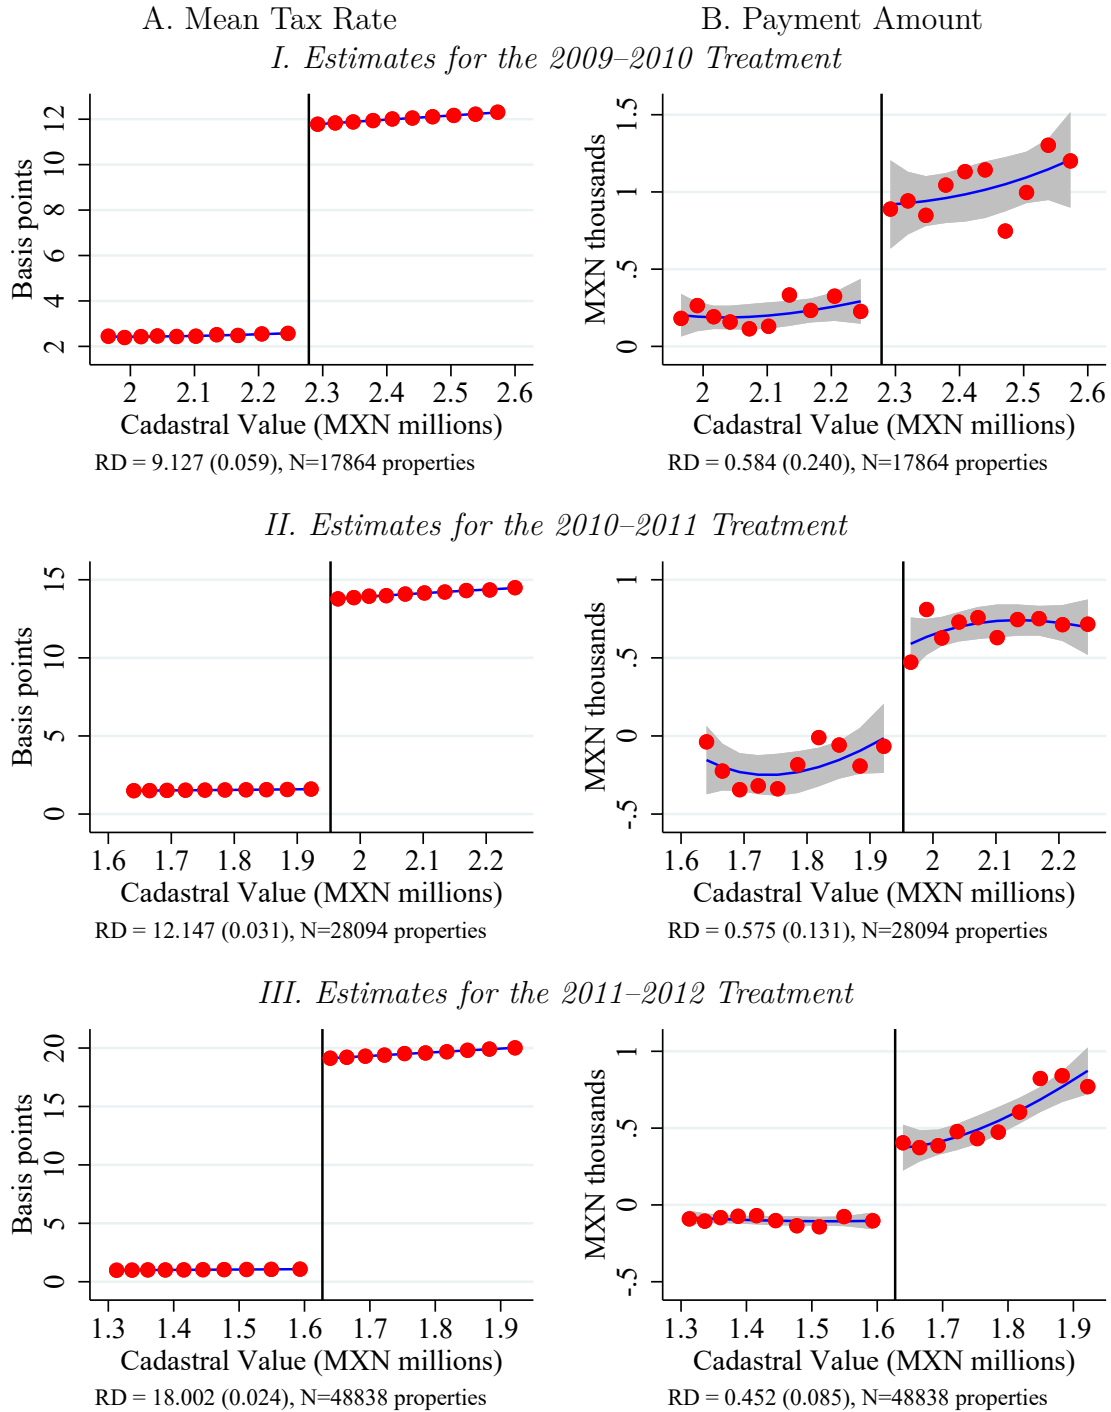 A. Mean Tax Rate
B. Payment Amount
I. Estimates for the 2009–2010 Treatment
Basis points
2 4 6 8 10 12
2 2.1 2.2 2.3 2.4 2.5 2.6
Cadastral Value (MXN millions)
RD = 9.127 (0.059), N=17864 properties
MXN thousands
0 .5 1 1.5
2 2.1 2.2 2.3 2.4 2.5 2.6
Cadastral Value (MXN millions)
RD = 0.584 (0.240), N=17864 properties
II. Estimates for the 2010–2011 Treatment
Basis points
0 5 10 15
1.6 1.7 1.8 1.9 2 2.1 2.2
Cadastral Value (MXN millions)
RD = 12.147 (0.031), N=28094 properties
MXN thousands
-.5 0 .5 1
1.6 1.7 1.8 1.9 2 2.1 2.2
Cadastral Value (MXN millions)
RD = 0.575 (0.131), N=28094 properties
III. Estimates for the 2011–2012 Treatment
Basis points
0 5 10 15 20
1.3 1.4 1.5 1.6 1.7 1.8 1.9
Cadastral Value (MXN millions)
RD = 18.002 (0.024), N=48838 properties
MXN thousands
-.5 0 .5 1
1.3 1.4 1.5 1.6 1.7 1.8 1.9
Cadastral Value (MXN millions)
RD = 0.452 (0.085), N=48838 properties